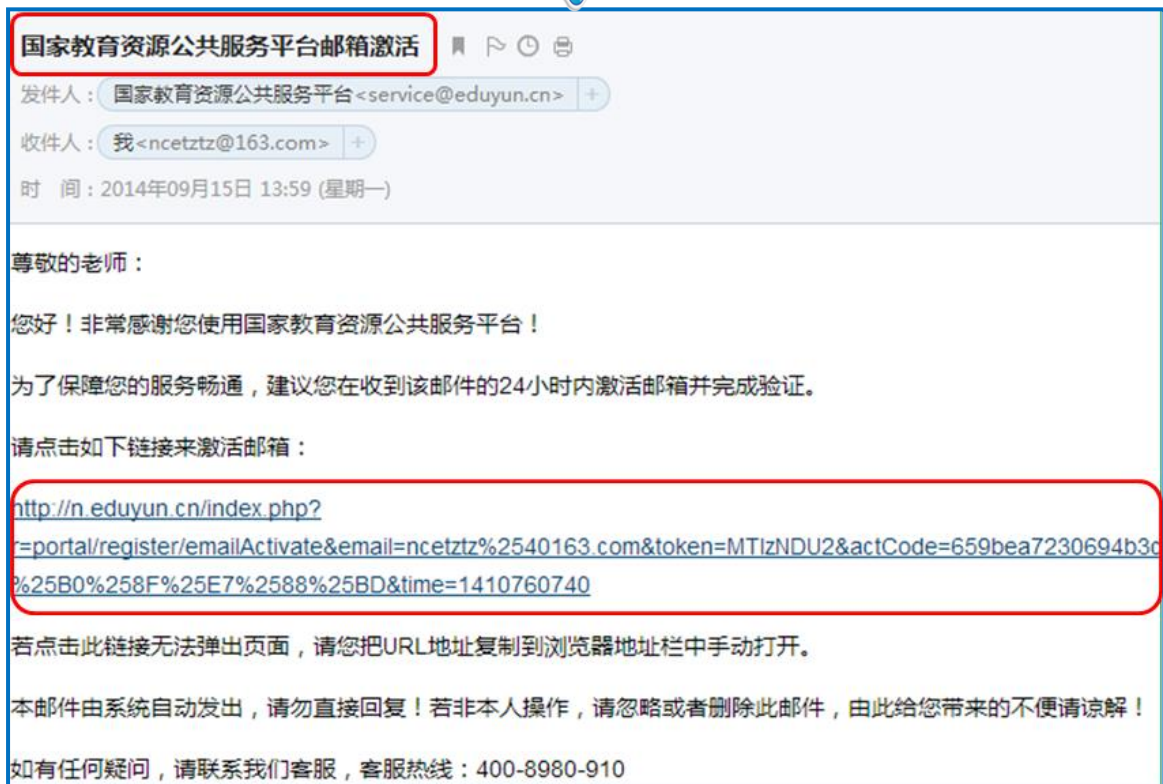 国家教育资源公共服务平台邮箱激活
发件人：国家教育资源公共服务平台<service@eduyun.cn> +
收件人：我<ncetztz@163.com> +
时 间：2014年09月15日 13:59 (星期一)
尊敬的老师：
您好！非常感谢您使用国家教育资源公共服务平台！
为了保障您的服务畅通，建议您在收到该邮件的24小时内激活邮箱并完成验证。
请点击如下链接来激活邮箱：
http://n.eduyun.cn/index.php?
r=portal/register/emailActivate&email=ncetztz%2540163.com&token=MTIzNDU2&actCode=659bea7230694b3c
%25B0%258F%25E7%2588%25BD&time=1410760740
若点击此链接无法弹出页面，请您把URL地址复制到浏览器地址栏中手动打开。
本邮件由系统自动发出，请勿直接回复！若非本人操作，请忽略或者删除此邮件，由此给您带来的不便请谅解！
如有任何疑问，请联系我们客服，客服热线：400-8980-910